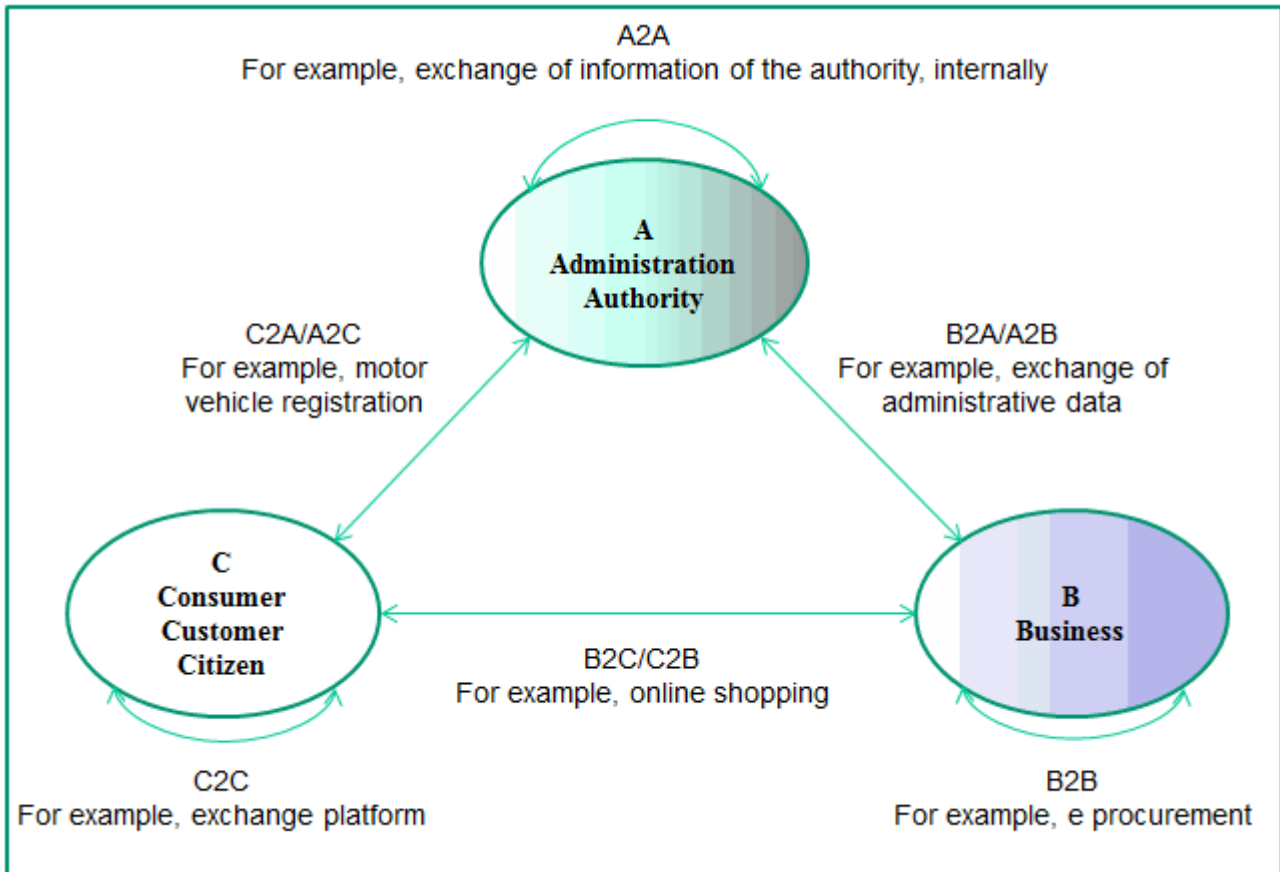 A2A
For example, exchange of information of the authority, internally
A
Administration
Authority
C2A/A2C
For example, motor
vehicle registration
B2A/A2B
For example, exchange of
administrative data
C
Consumer
Customer
Citizen
B
Business
B2C/C2B
For example, online shopping
C2C
For example, exchange platform
B2B
For example, e procurement